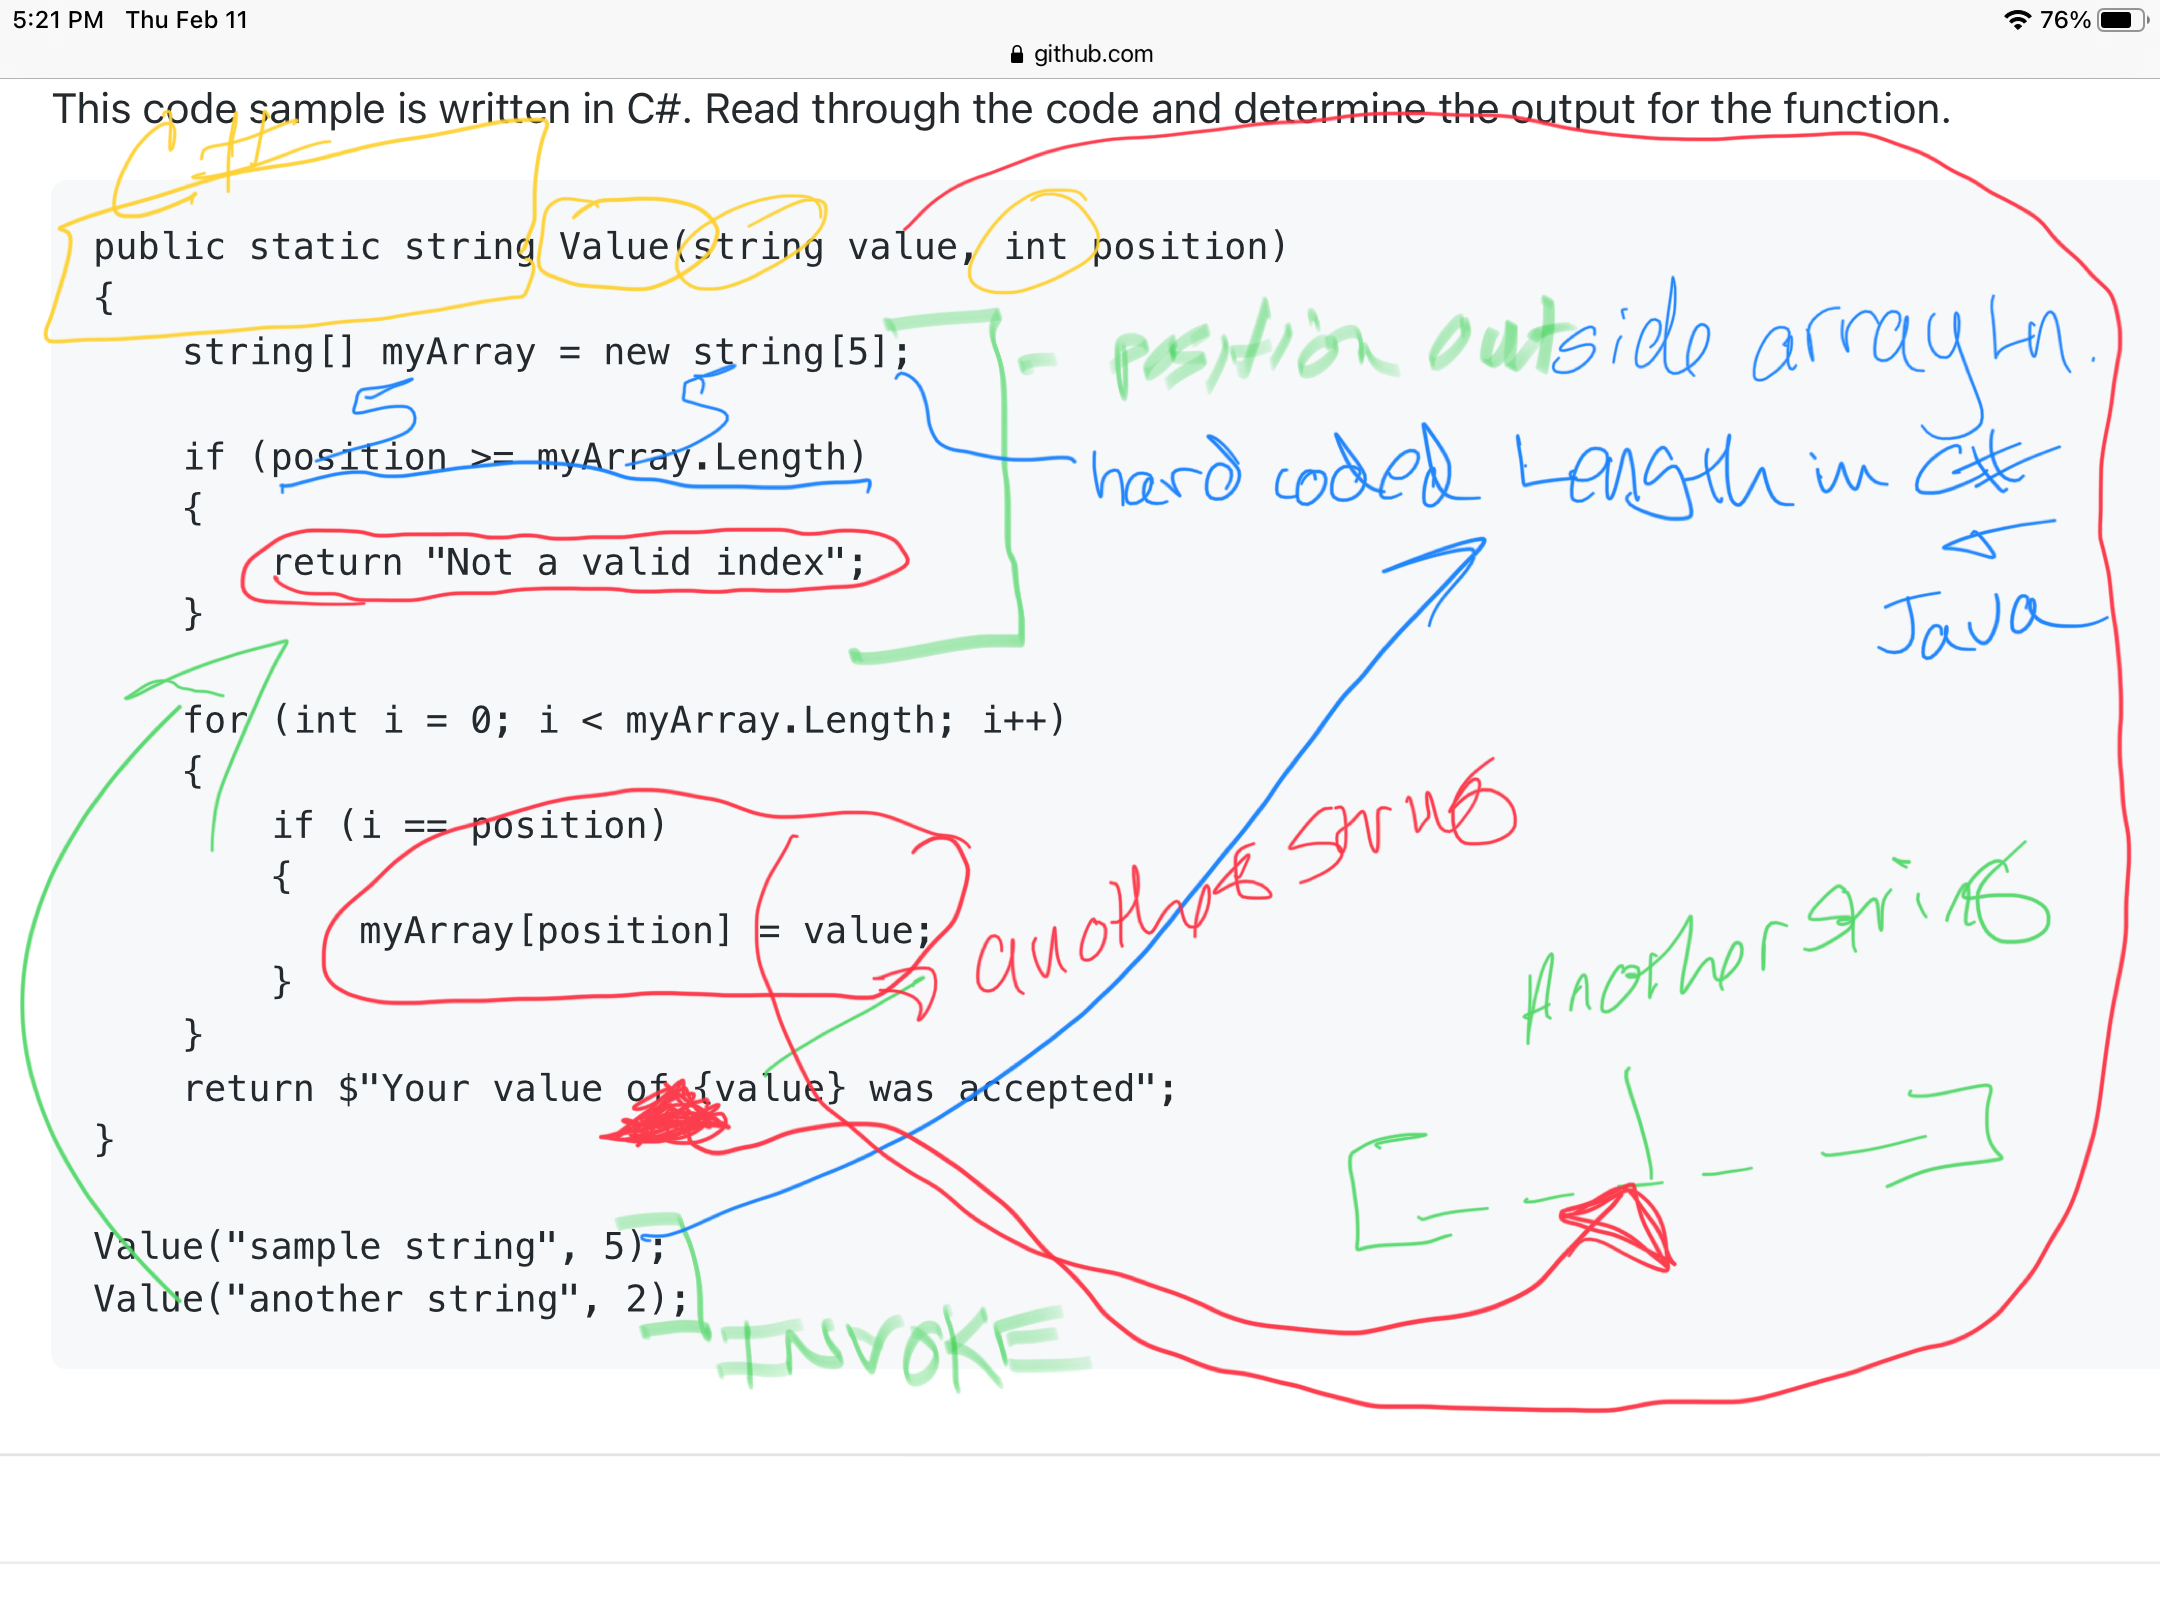 5:21 PM Thu Feb 11
76%
github.com
This code sample is written in C#. Read through the code and determine the output for the function.
C#
public static string Value(string value, int position)
{
- position outside array Ln.
string[] myArray = new string[5];
5 5
if (position >= myArray.Length)
hard coded Length in C#
{
return "Not a valid index";
Java
}
for (int i = 0; i < myArray.Length; i++)
{
if (i == position)
another string
{
Another string
myArray[position] = value;
}
}
return $"Your value of {value} was accepted";
}
[ - - - - - ]
Value("sample string", 5);
Value("another string", 2);
INVOKE